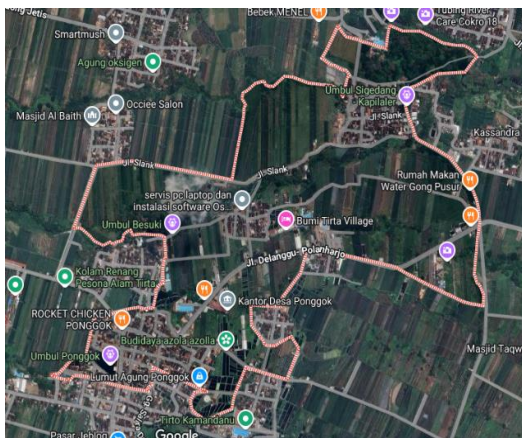 Jetis
Bebek MENEL
Tubing River,
Care Cokro 18
Smartmush
Agung oksigen
Umbul Sigedang
Kapilaler
Occiee Salon
Masjid Al Baith
Jl. Slank
Kassandra
Jl. Slank
Jl. Slank
Rumah Makan
Water Gong Pusur
servis pc laptop dan
instalasi software Os...
Umbul Besuki
Bumi Tirta Village
Jl. Delanggu- Polanharjo
Kolam Renang
Pesona Alam Tirta
Kantor Desa Ponggok
ROCKET CHICKEN
PONGGOK
Budidaya azola azolla
Umbul Ponggok
Masjid Taqw
Lumut Agung Ponggok
Tirto Kamandanu
Pasar Jeblog
Google